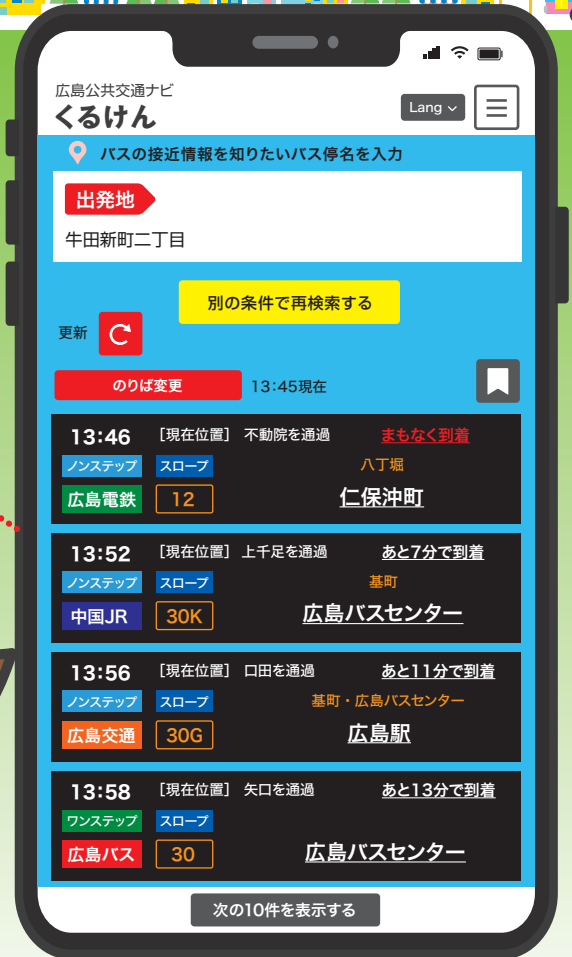 広島公共交通ナビ
くるけん
Lang
バスの接近情報を知りたいバス停名を入力
出発地
牛田新町二丁目
別の条件で再検索する
更新
のりば変更 13:45現在
13:46 [現在位置] 不動院を通過 まもなく到着
ノンステップ スロープ 八丁堀
広島電鉄 12 仁保沖町
13:52 [現在位置] 上千足を通過 あと7分で到着
ノンステップ スロープ 基町
中国JR 30K 広島バスセンター
13:56 [現在位置] 口田を通過 あと11分で到着
ノンステップ スロープ 基町・広島バスセンター
広島交通 30G 広島駅
13:58 [現在位置] 矢口を通過 あと13分で到着
ワンステップ スロープ
広島バス 30 広島バスセンター
次の10件を表示する